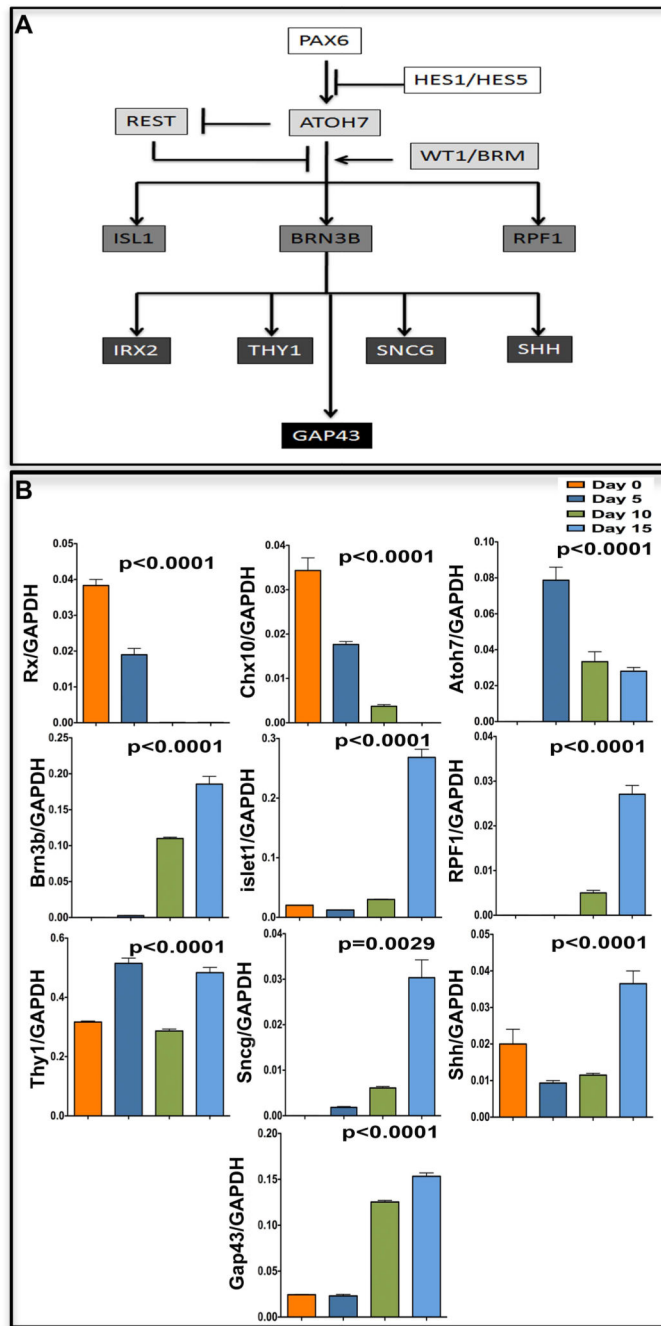 A
PAX6
HES1/HES5
REST
ATOH7
WT1/BRM
ISL1
BRN3B
RPF1
IRX2
THY1
SNCG
SHH
GAP43
B
Day 0
Day 5
Day 10
Day 15
Rx/GAPDH
0.05
0.04
0.03
0.02
0.01
0.00
p<0.0001
Chx10/GAPDH
0.04
0.03
0.02
0.01
0.00
p<0.0001
Atoh7/GAPDH
0.10
0.08
0.06
0.04
0.02
0.00
p<0.0001
Brn3b/GAPDH
0.25
0.20
0.15
0.10
0.05
0.00
p<0.0001
islet1/GAPDH
0.3
0.2
0.1
0.0
p<0.0001
RPF1/GAPDH
0.04
0.03
0.02
0.01
0.00
p<0.0001
Thy1/GAPDH
0.6
0.4
0.2
0.0
p<0.0001
Sncg/GAPDH
0.04
0.03
0.02
0.01
0.00
p=0.0029
Shh/GAPDH
0.05
0.04
0.03
0.02
0.01
0.00
p<0.0001
Gap43/GAPDH
0.20
0.15
0.10
0.05
0.00
p<0.0001